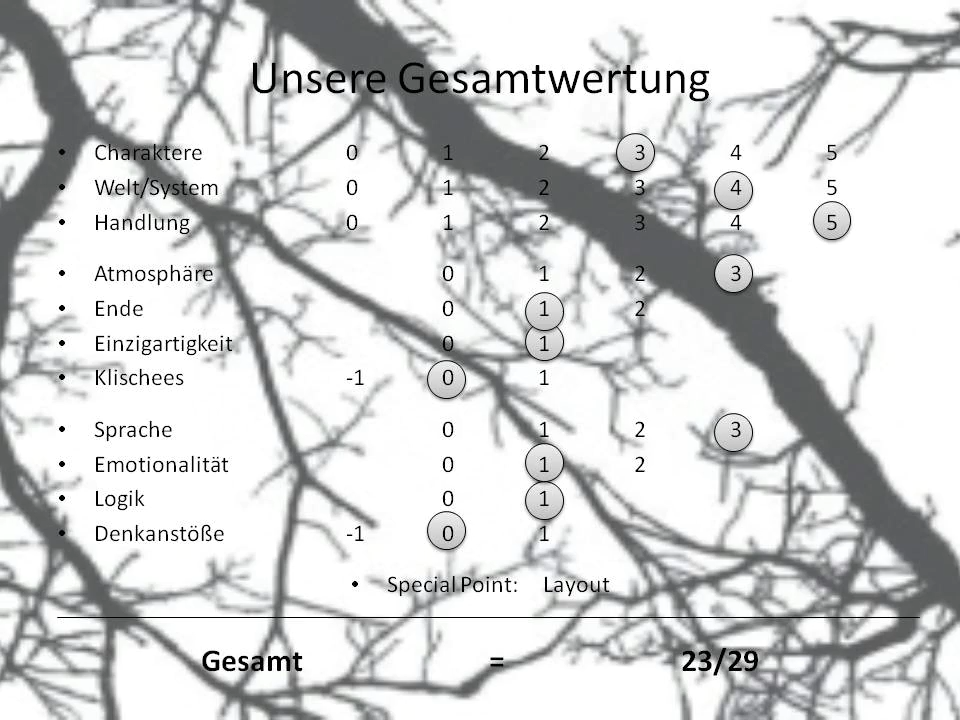 Unsere Gesamtwertung
• Charaktere 0 1 2 3 4 5
• Welt/System 0 1 2 3 4 5
• Handlung 0 1 2 3 4 5
• Atmosphäre 0 1 2 3
• Ende 0 1 2
• Einzigartigkeit 0 1
• Klischees -1 0 1
• Sprache 0 1 2 3
• Emotionalität 0 1 2
• Logik 0 1
• Denkanstöße -1 0 1
• Special Point: Layout
Gesamt = 23/29